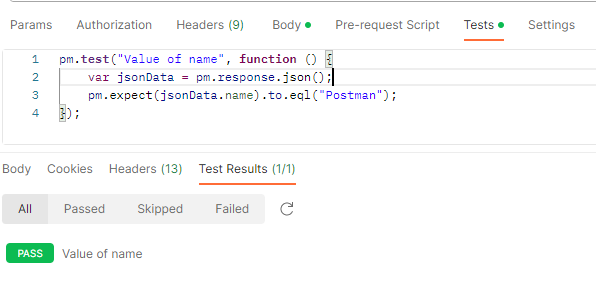 Params Authorization Headers (9) Body Pre-request Script Tests Settings
1 pm.test("Value of name", function () {
2 var jsonData = pm.response.json();
3 pm.expect(jsonData.name).to.eql("Postman");
4 });
Body Cookies Headers (13) Test Results (1/1)
All Passed Skipped Failed
PASS Value of name